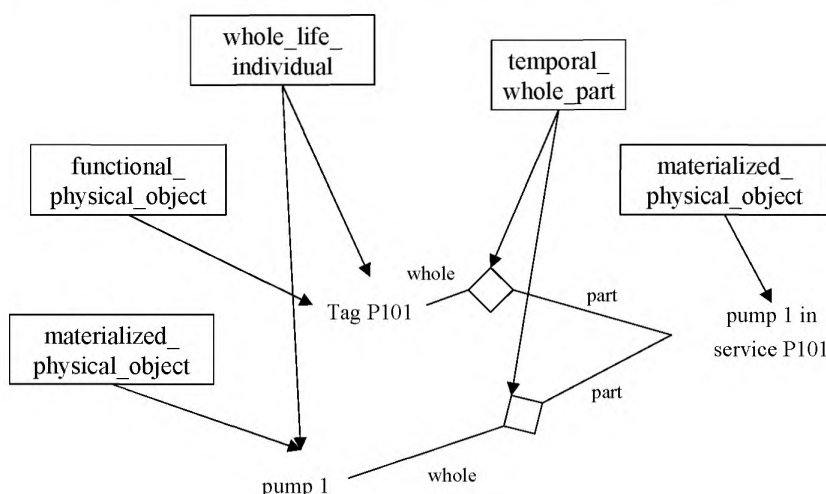 whole_life_
individual
temporal_
whole_part
functional_
physical_object
materialized_
physical_object
whole
part
Tag P101
pump 1 in
service P101
materialized_
physical_object
part
whole
pump 1